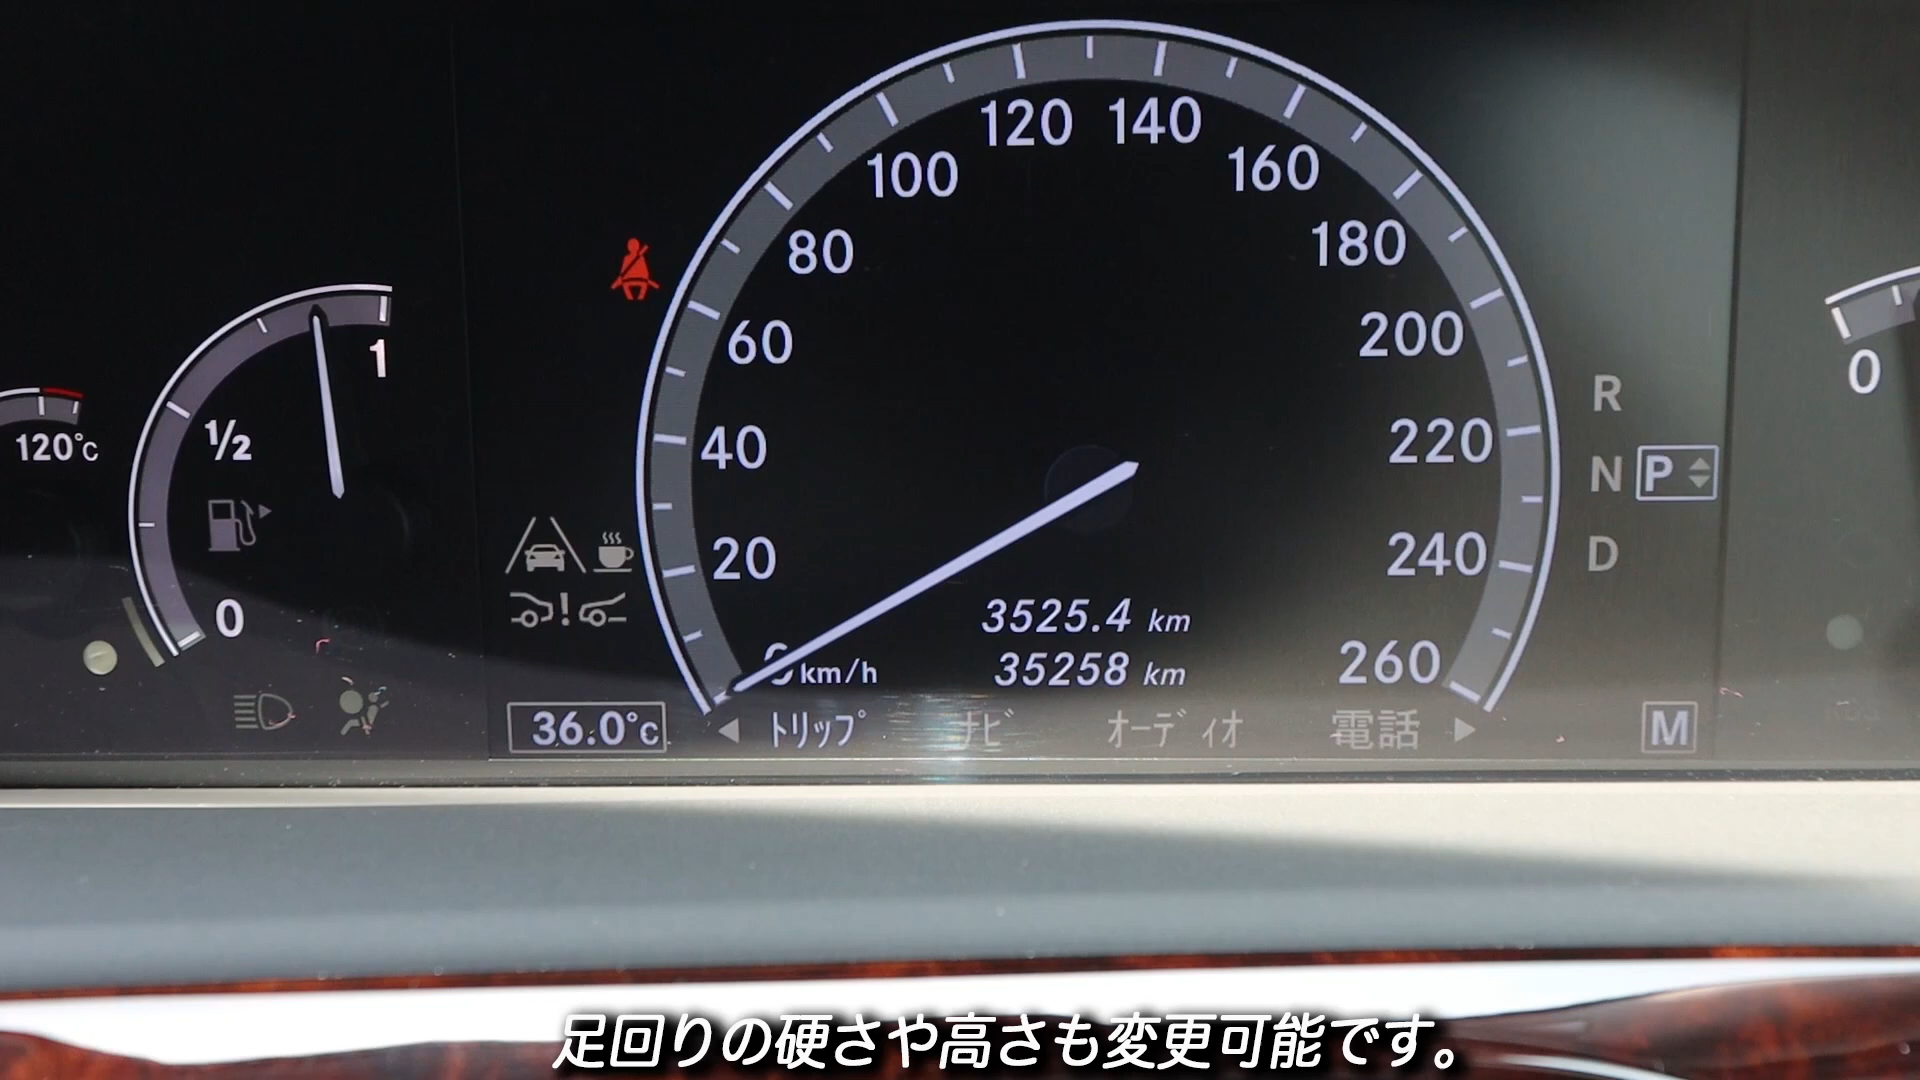 120 140
100 160
80 180
60 200
40 220
20 240
0 km/h 260
1
1/2
0
120°C
3525.4 km
35258 km
36.0°C
トリップ ナビ オーディオ 電話
R
N P
D
M
0
足回りの硬さや高さも変更可能です。